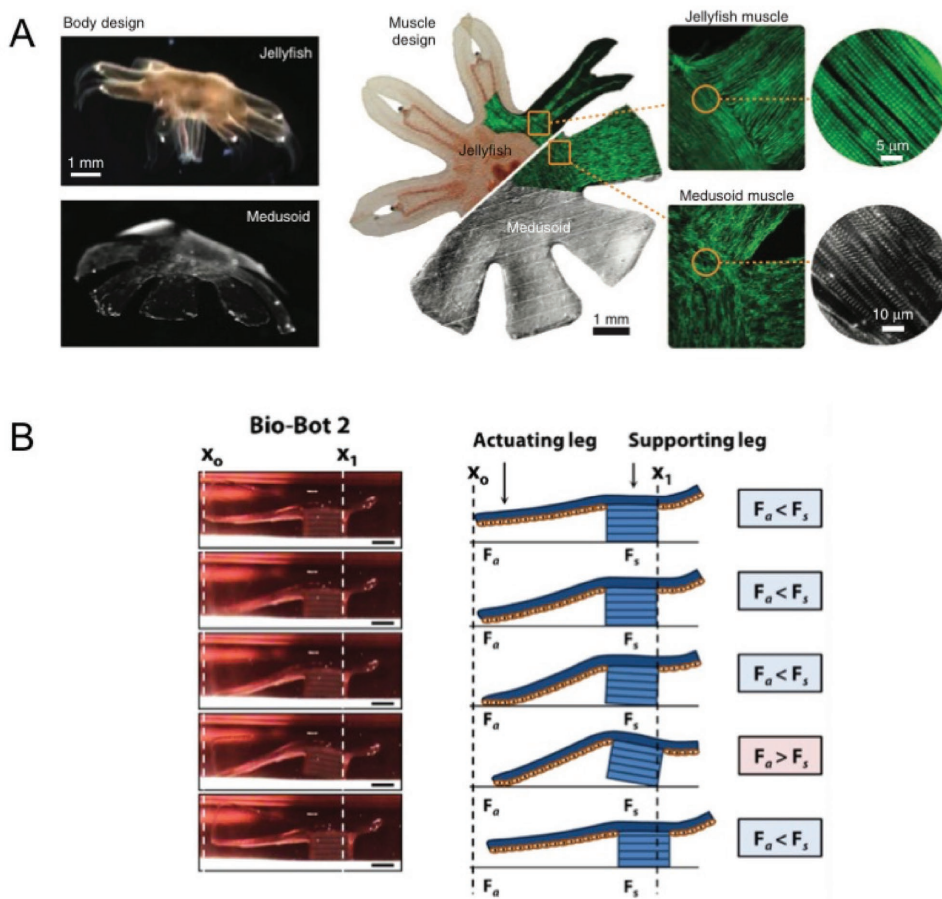 A
Body design
Jellyfish
1 mm
Medusoid
Muscle
design
Jellyfish
Medusoid
1 mm
Jellyfish muscle
5 μm
Medusoid muscle
10 μm
B
Bio-Bot 2
x₀ x₁
Actuating leg Supporting leg
x₀ x₁
Fₐ Fₛ
Fₐ < Fₛ
Fₐ Fₛ
Fₐ < Fₛ
Fₐ Fₛ
Fₐ < Fₛ
Fₐ Fₛ
Fₐ > Fₛ
Fₐ Fₛ
Fₐ < Fₛ